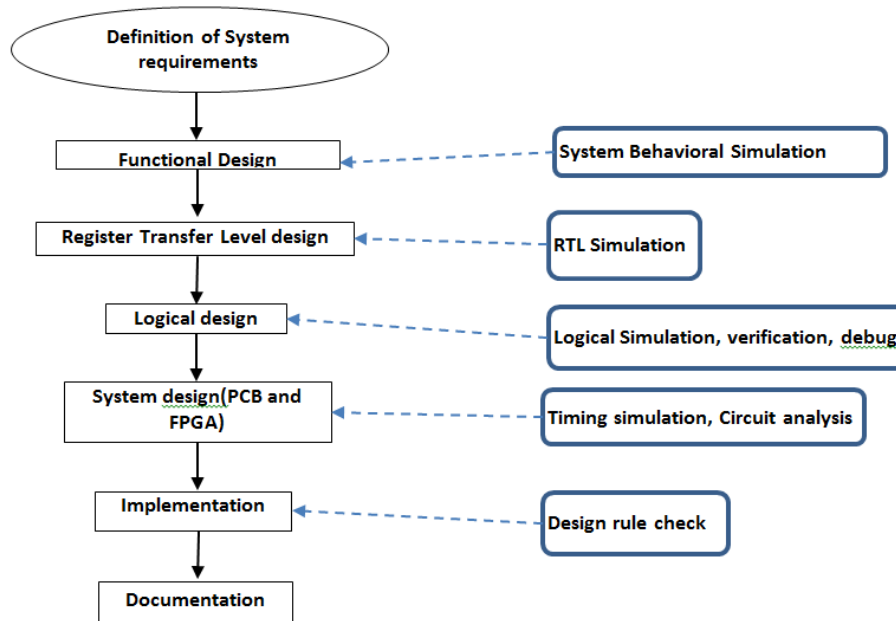 Definition of System
requirements
Functional Design
System Behavioral Simulation
Register Transfer Level design
RTL Simulation
Logical design
Logical Simulation, verification, debug
System design(PCB and
FPGA)
Timing simulation, Circuit analysis
Implementation
Design rule check
Documentation